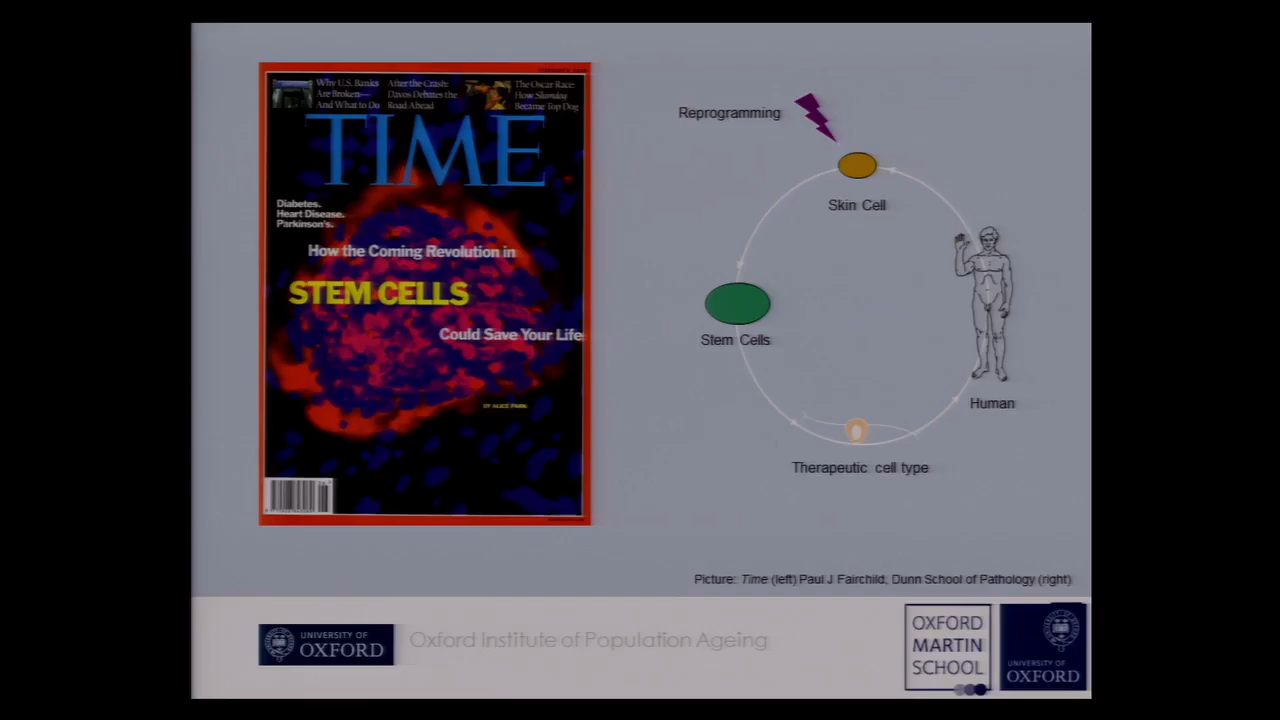 Why U.S. Banks
Are Broken—
And What to Do
After the Crash:
Davos Debates the
Road Ahead
The Oscar Race:
How Slumdog
Became Top Dog
TIME
Diabetes.
Heart Disease.
Parkinson's.
How the Coming Revolution in
STEM CELLS
Could Save Your Life
BY ALICE PARK
Reprogramming
Skin Cell
Stem Cells
Human
Therapeutic cell type
Picture: Time (left) Paul J Fairchild, Dunn School of Pathology (right)
UNIVERSITY OF
OXFORD
Oxford Institute of Population Ageing
OXFORD
MARTIN
SCHOOL
UNIVERSITY OF
OXFORD